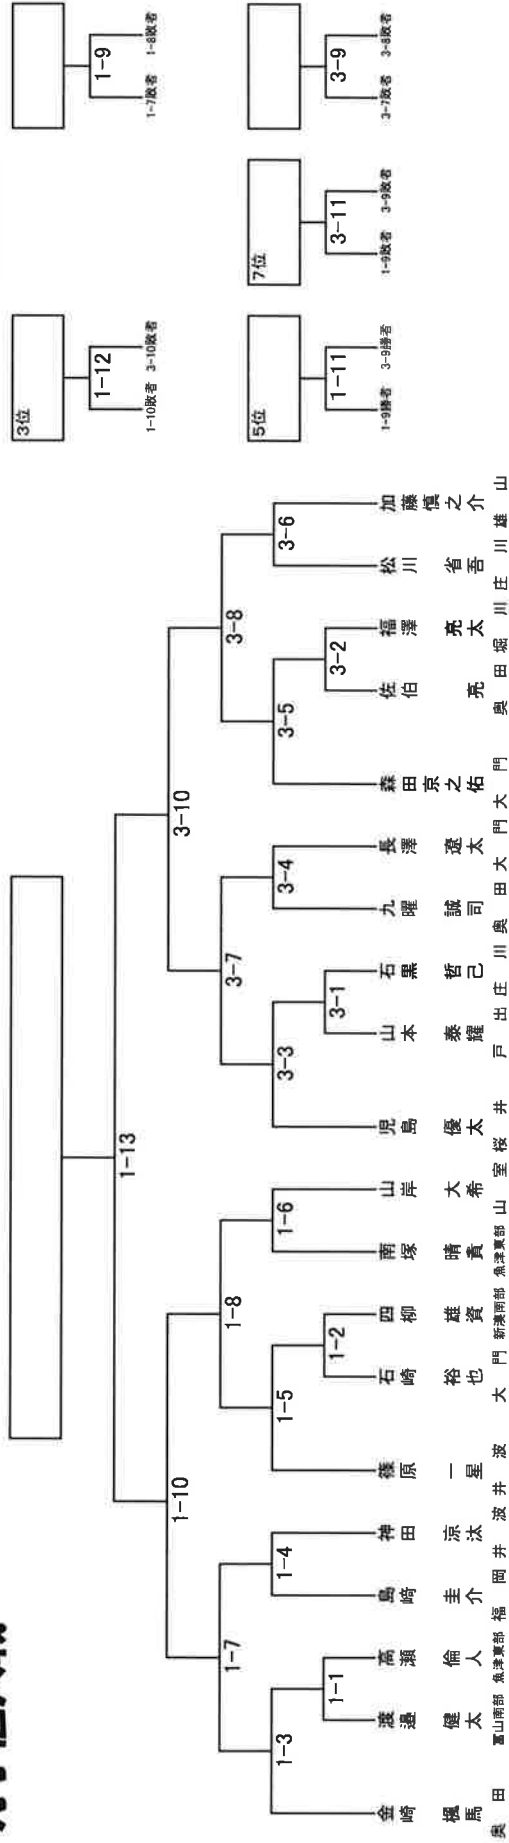 1-13
1-10
3-10
1-7
1-8
3-7
3-8
1-3
1-4
1-5
1-6
3-3
3-4
3-5
3-6
1-1
1-2
3-1
3-2
金崎楓馬
奥田
渡邉健太
富山南部
高瀬倫人
魚津東部
島崎圭介
福岡
神田涼汰
井波
篠原一星
井波
石崎裕也
大門
四柳雄資
新湊南部
南塚晴貴
魚津東部
山岸大希
山室
児島優太
桜井
山本泰耀
戸出
石黒哲己
庄川
九曜誠司
奥田
長澤遼太
大門
森田京之佑
大門
佐伯亮
奥田
福澤亮太
堀川
松川省吾
庄川
加藤慎之介
雄山
3位
1-12
1-10敗者 3-10敗者
1-9
1-7敗者 1-8敗者
5位
1-11
1-9勝者 3-9勝者
7位
3-11
1-9敗者 3-9敗者
3-9
3-7敗者 3-8敗者